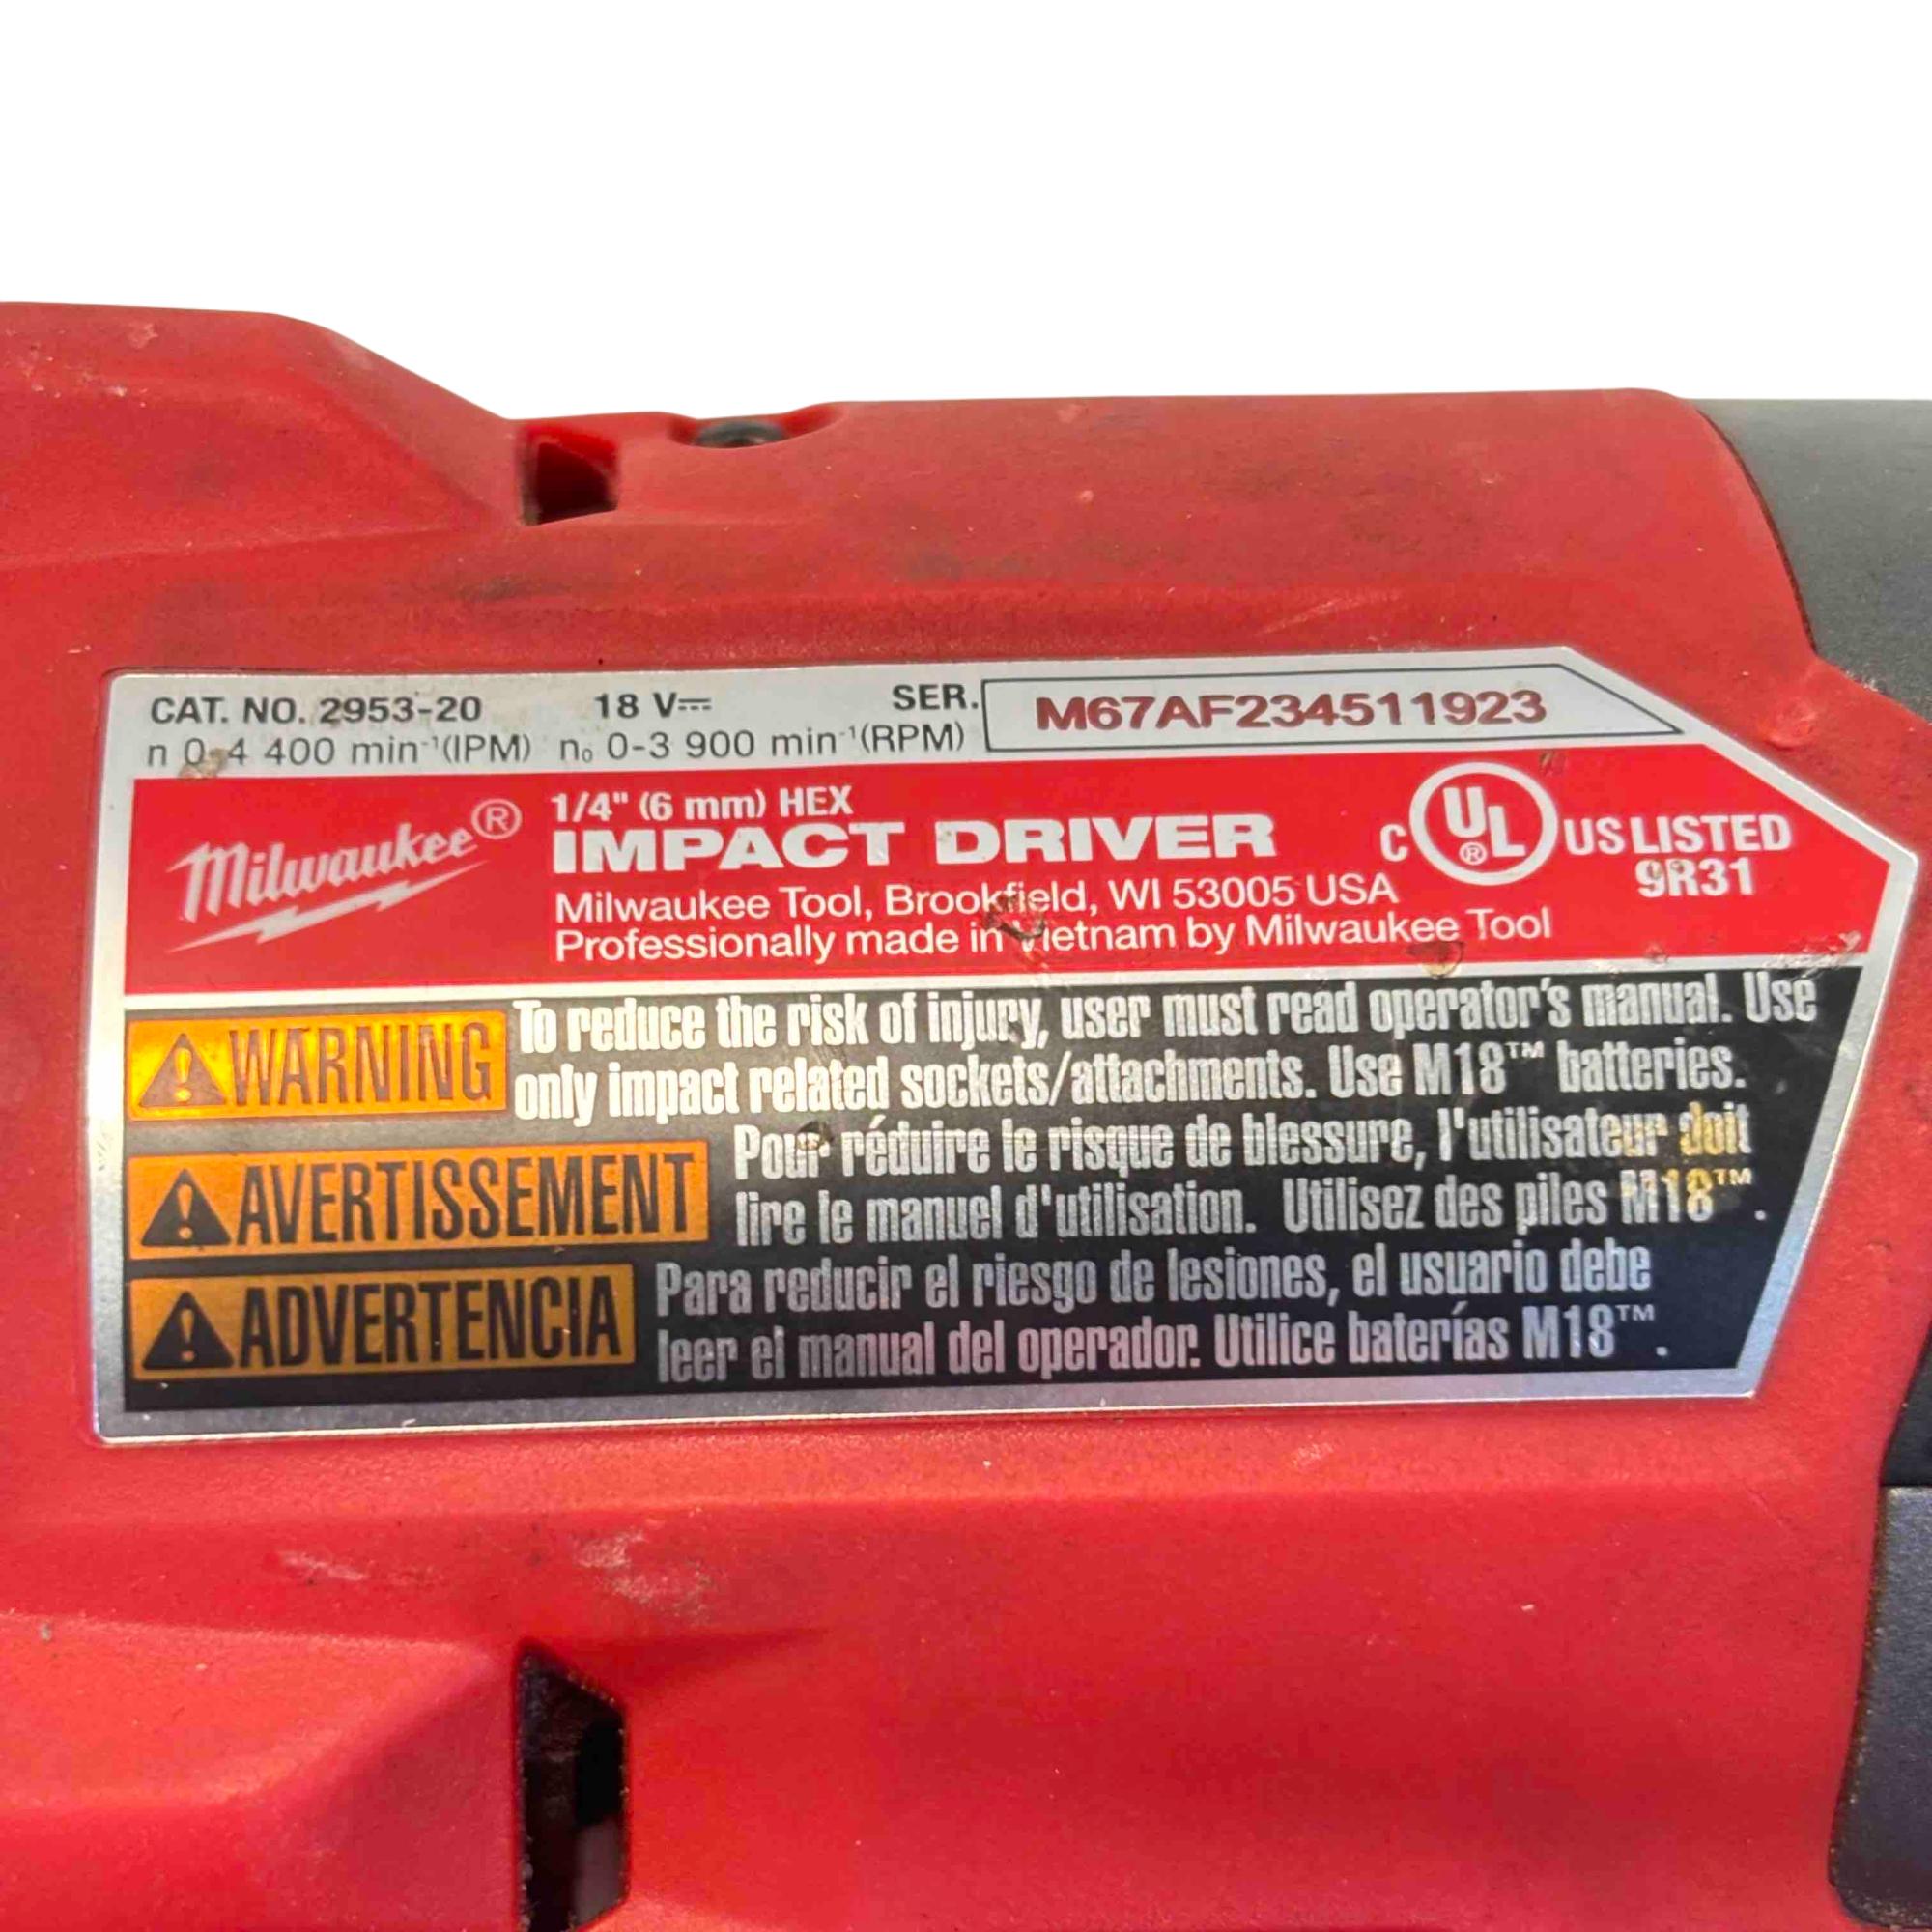 CAT. NO. 2953-20 18 V⎓ SER. M67AF234511923
n 0-4 400 min⁻¹(IPM) n₀ 0-3 900 min⁻¹(RPM)
Milwaukee® 1/4" (6 mm) HEX
IMPACT DRIVER C UL® US LISTED
9R31
Milwaukee Tool, Brookfield, WI 53005 USA
Professionally made in Vietnam by Milwaukee Tool
WARNING To reduce the risk of injury, user must read operator's manual. Use
only impact related sockets/attachments. Use M18™ batteries.
AVERTISSEMENT Pour réduire le risque de blessure, l'utilisateur doit
lire le manuel d'utilisation. Utilisez des piles M18™ .
ADVERTENCIA Para reducir el riesgo de lesiones, el usuario debe
leer el manual del operador. Utilice baterías M18™ .